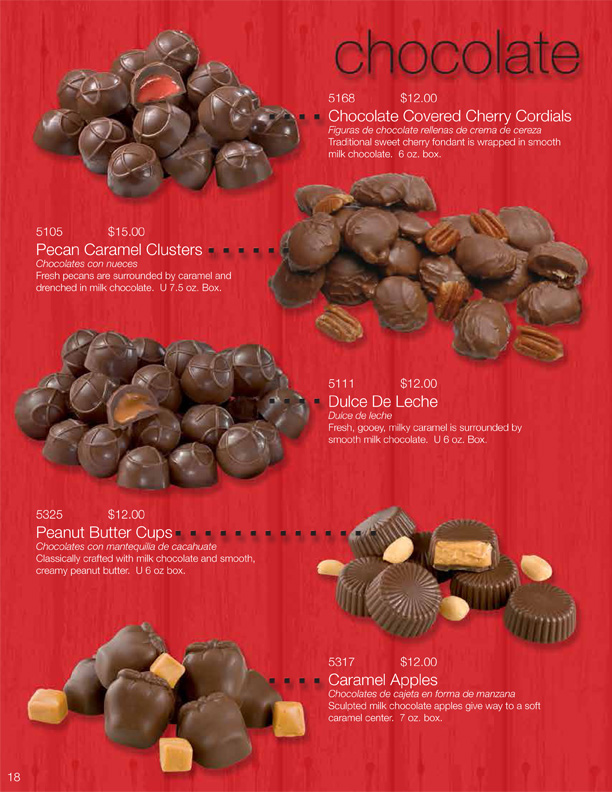 chocolate
5168 $12.00
Chocolate Covered Cherry Cordials
Figuras de chocolate rellenas de crema de cereza
Traditional sweet cherry fondant is wrapped in smooth
milk chocolate. 6 oz. box.
5105 $15.00
Pecan Caramel Clusters
Chocolates con nueces
Fresh pecans are surrounded by caramel and
drenched in milk chocolate. U 7.5 oz. Box.
5111 $12.00
Dulce De Leche
Dulce de leche
Fresh, gooey, milky caramel is surrounded by
smooth milk chocolate. U 6 oz. Box.
5325 $12.00
Peanut Butter Cups
Chocolates con mantequilia de cacahuate
Classically crafted with milk chocolate and smooth,
creamy peanut butter. U 6 oz box.
5317 $12.00
Caramel Apples
Chocolates de cajeta en forma de manzana
Sculpted milk chocolate apples give way to a soft
caramel center. 7 oz. box.
18